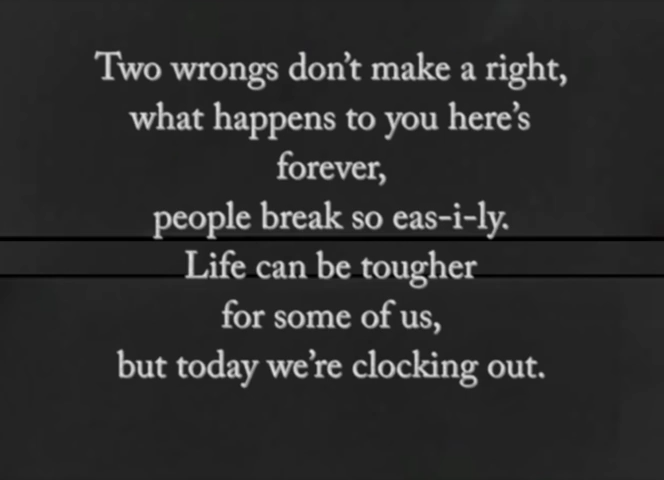 Two wrongs don't make a right,
what happens to you here's
forever,
people break so eas-i-ly.
Life can be tougher
for some of us,
but today we're clocking out.